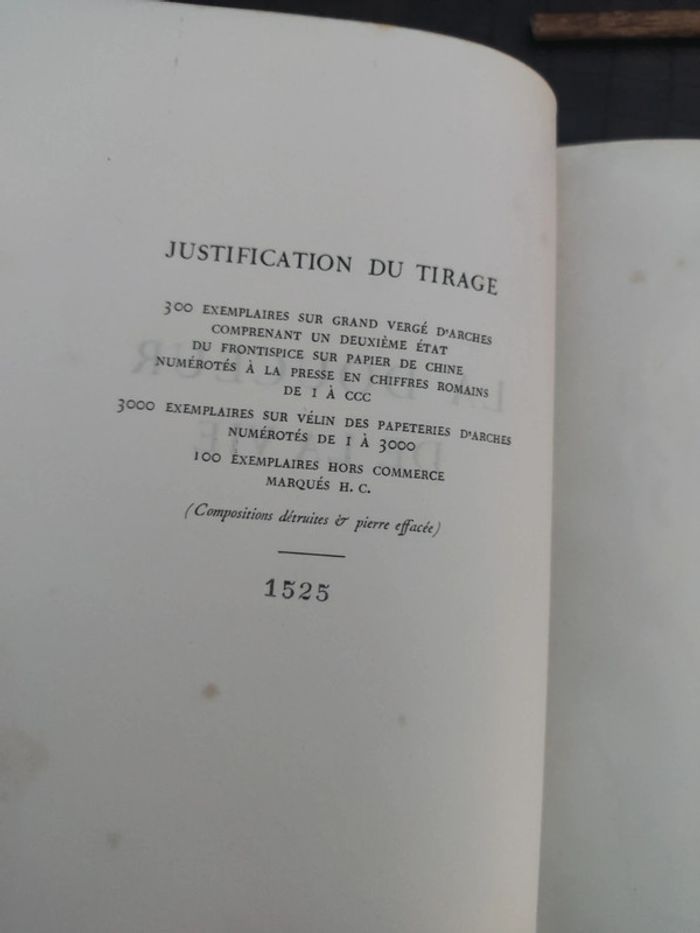 JUSTIFICATION DU TIRAGE
300 EXEMPLAIRES SUR GRAND VERGÉ D'ARCHES
COMPRENANT UN DEUXIÈME ÉTAT
DU FRONTISPICE SUR PAPIER DE CHINE
NUMÉROTÉS À LA PRESSE EN CHIFFRES ROMAINS
DE I À CCC
3000 EXEMPLAIRES SUR VÉLIN DES PAPETERIES D'ARCHES
NUMÉROTÉS DE I À 3000
100 EXEMPLAIRES HORS COMMERCE
MARQUÉS H. C.
(Compositions détruites & pierre effacée)
1525